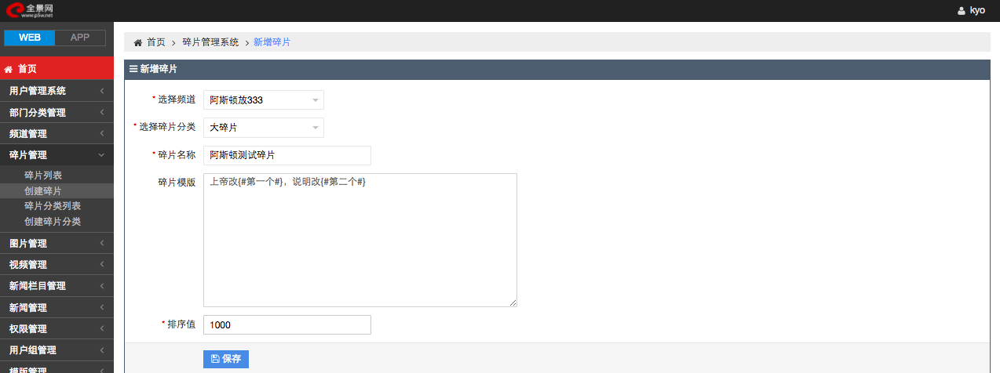 全景网
www.p5w.net
kyo
WEB APP
首页
用户管理系统
部门分类管理
频道管理
碎片管理
碎片列表
创建碎片
碎片分类列表
创建碎片分类
图片管理
视频管理
新闻栏目管理
新闻管理
权限管理
用户组管理
模版管理
首页 > 碎片管理系统 > 新增碎片
新增碎片
* 选择频道 阿斯顿放333
* 选择碎片分类 大碎片
* 碎片名称 阿斯顿测试碎片
碎片模版 上帝改{#第一个#}，说明改{#第二个#}
* 排序值 1000
保存